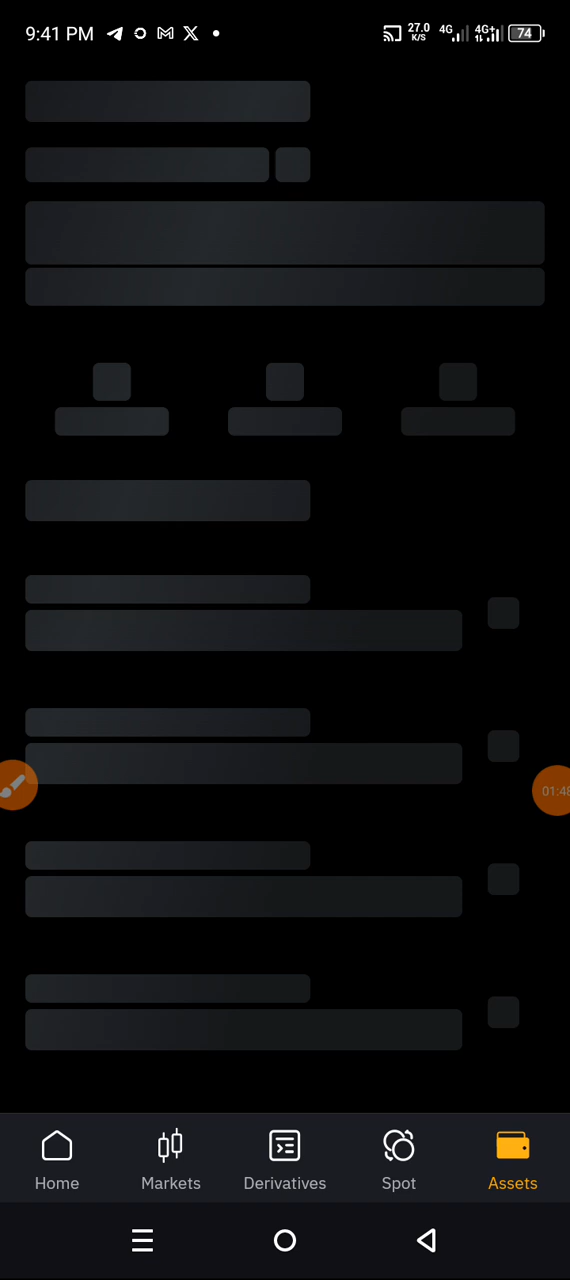 9:41 PM
27.0
K/S
4G
4G+
74
01:48
Home
Markets
Derivatives
Spot
Assets